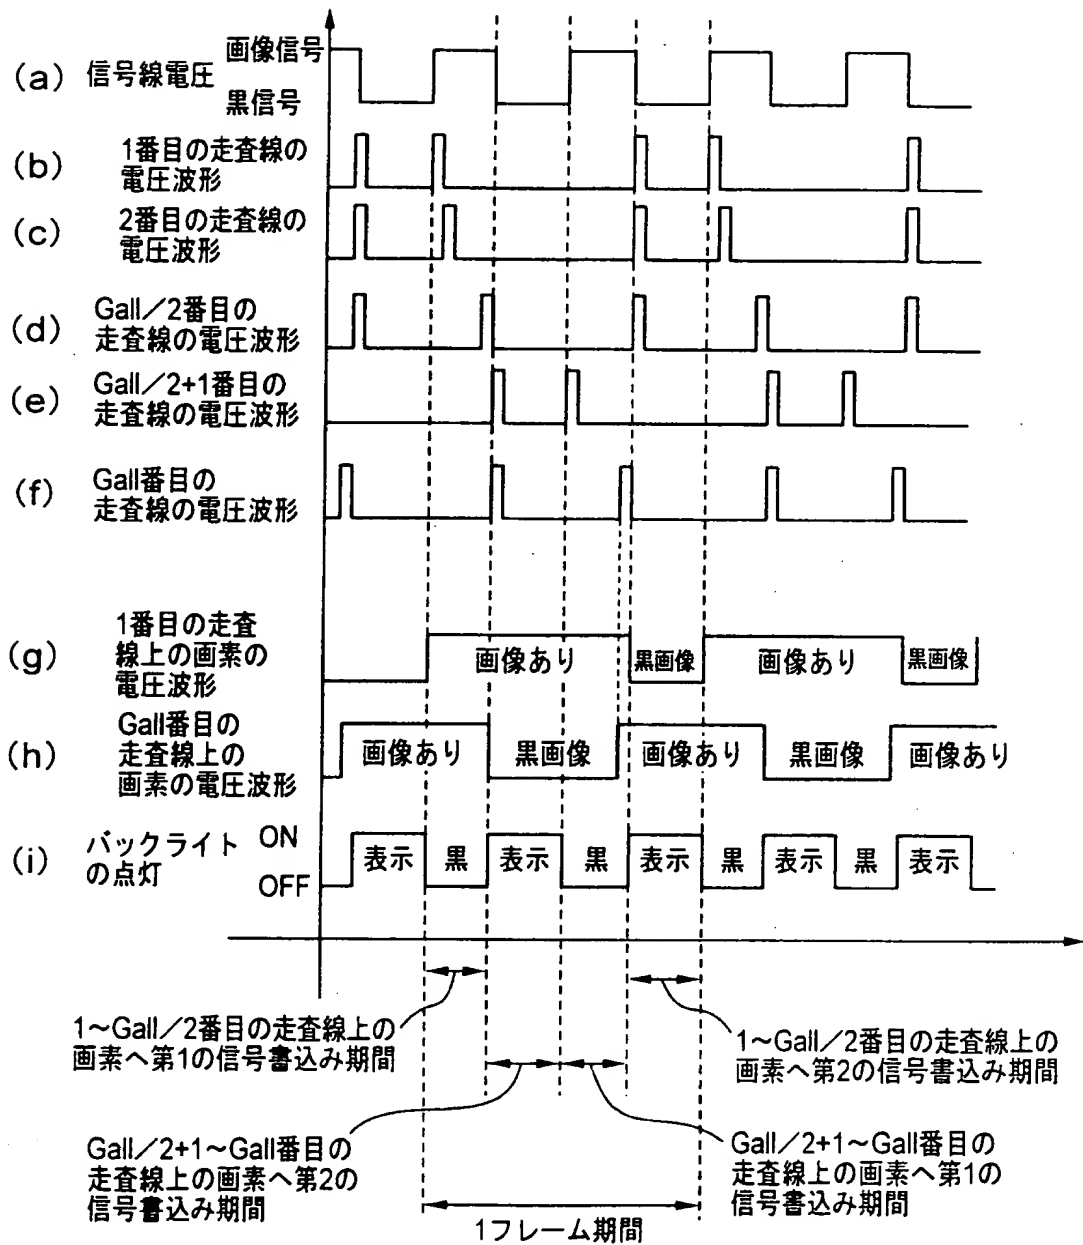 (a) 信号線電圧 画像信号
黒信号
(b) 1番目の走査線の
電圧波形
(c) 2番目の走査線の
電圧波形
(d) Gall／2番目の
走査線の電圧波形
(e) Gall／2+1番目の
走査線の電圧波形
(f) Gall番目の
走査線の電圧波形
(g) 1番目の走査
線上の画素の
電圧波形
画像あり 黒画像 画像あり 黒画像
(h) Gall番目の
走査線上の
画素の電圧波形
画像あり 黒画像 画像あり 黒画像 画像あり
(i) バックライト
の点灯
ON
OFF
表示 黒 表示 黒 表示 黒 表示 黒 表示
1~Gall／2番目の走査線上の
画素へ第1の信号書込み期間
1~Gall／2番目の走査線上の
画素へ第2の信号書込み期間
Gall／2+1~Gall番目の
走査線上の画素へ第2の
信号書込み期間
Gall／2+1~Gall番目の
走査線上の画素へ第1の
信号書込み期間
1フレーム期間